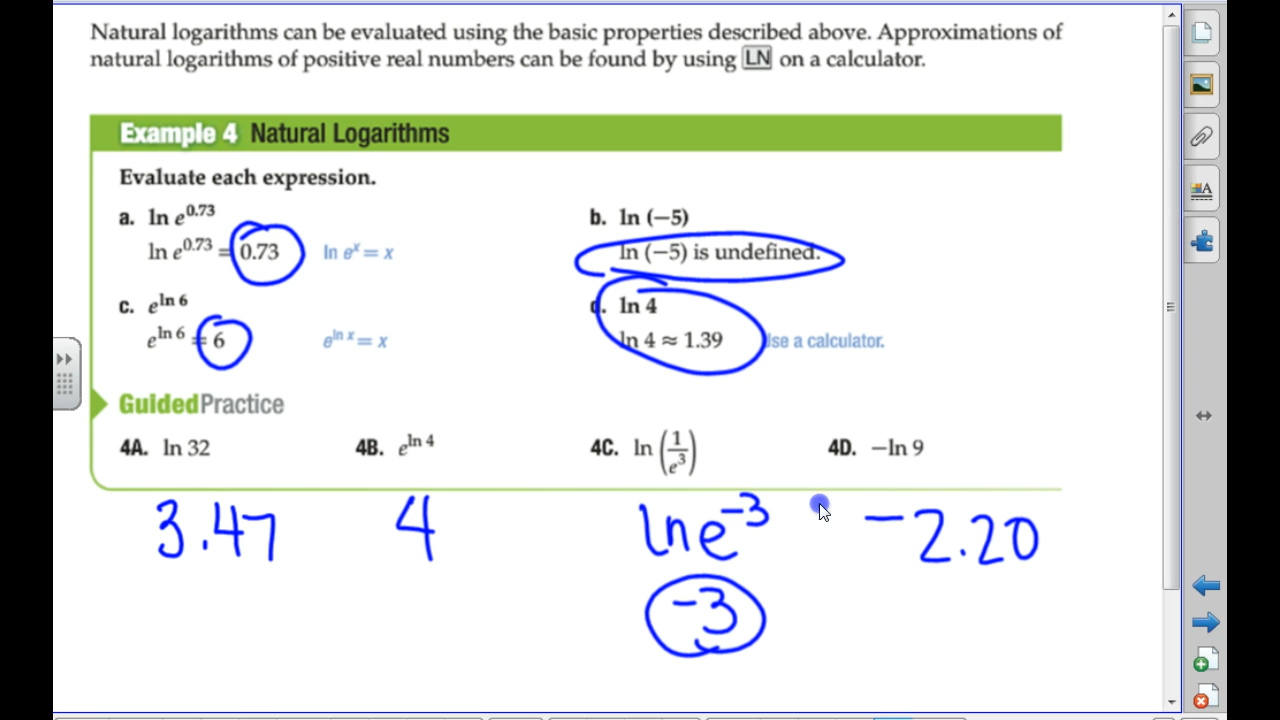 Natural logarithms can be evaluated using the basic properties described above. Approximations of
natural logarithms of positive real numbers can be found by using LN on a calculator.
Example 4 Natural Logarithms
Evaluate each expression.
a. ln e^0.73
ln e^0.73 = 0.73 ln e^x = x
b. ln (−5)
ln (−5) is undefined.
c. e^ln 6
e^ln 6 = 6 e^ln x = x
d. ln 4
ln 4 ≈ 1.39 Use a calculator.
GuidedPractice
4A. ln 32 4B. e^ln 4 4C. ln (1/e^3) 4D. −ln 9
3.47 4 ln e^-3 -2.20
-3